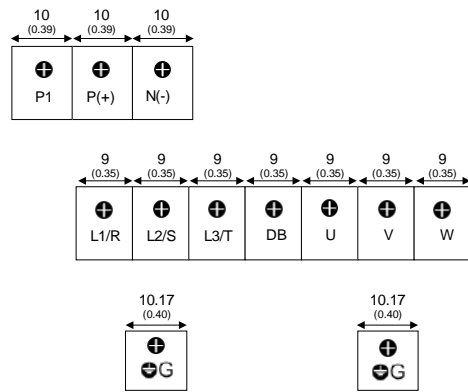 10 10 10
(0.39) (0.39) (0.39)
P1 P(+) N(-)
9 9 9 9 9 9 9
(0.35) (0.35) (0.35) (0.35) (0.35) (0.35) (0.35)
L1/R L2/S L3/T DB U V W
10.17 10.17
(0.40) (0.40)
G G